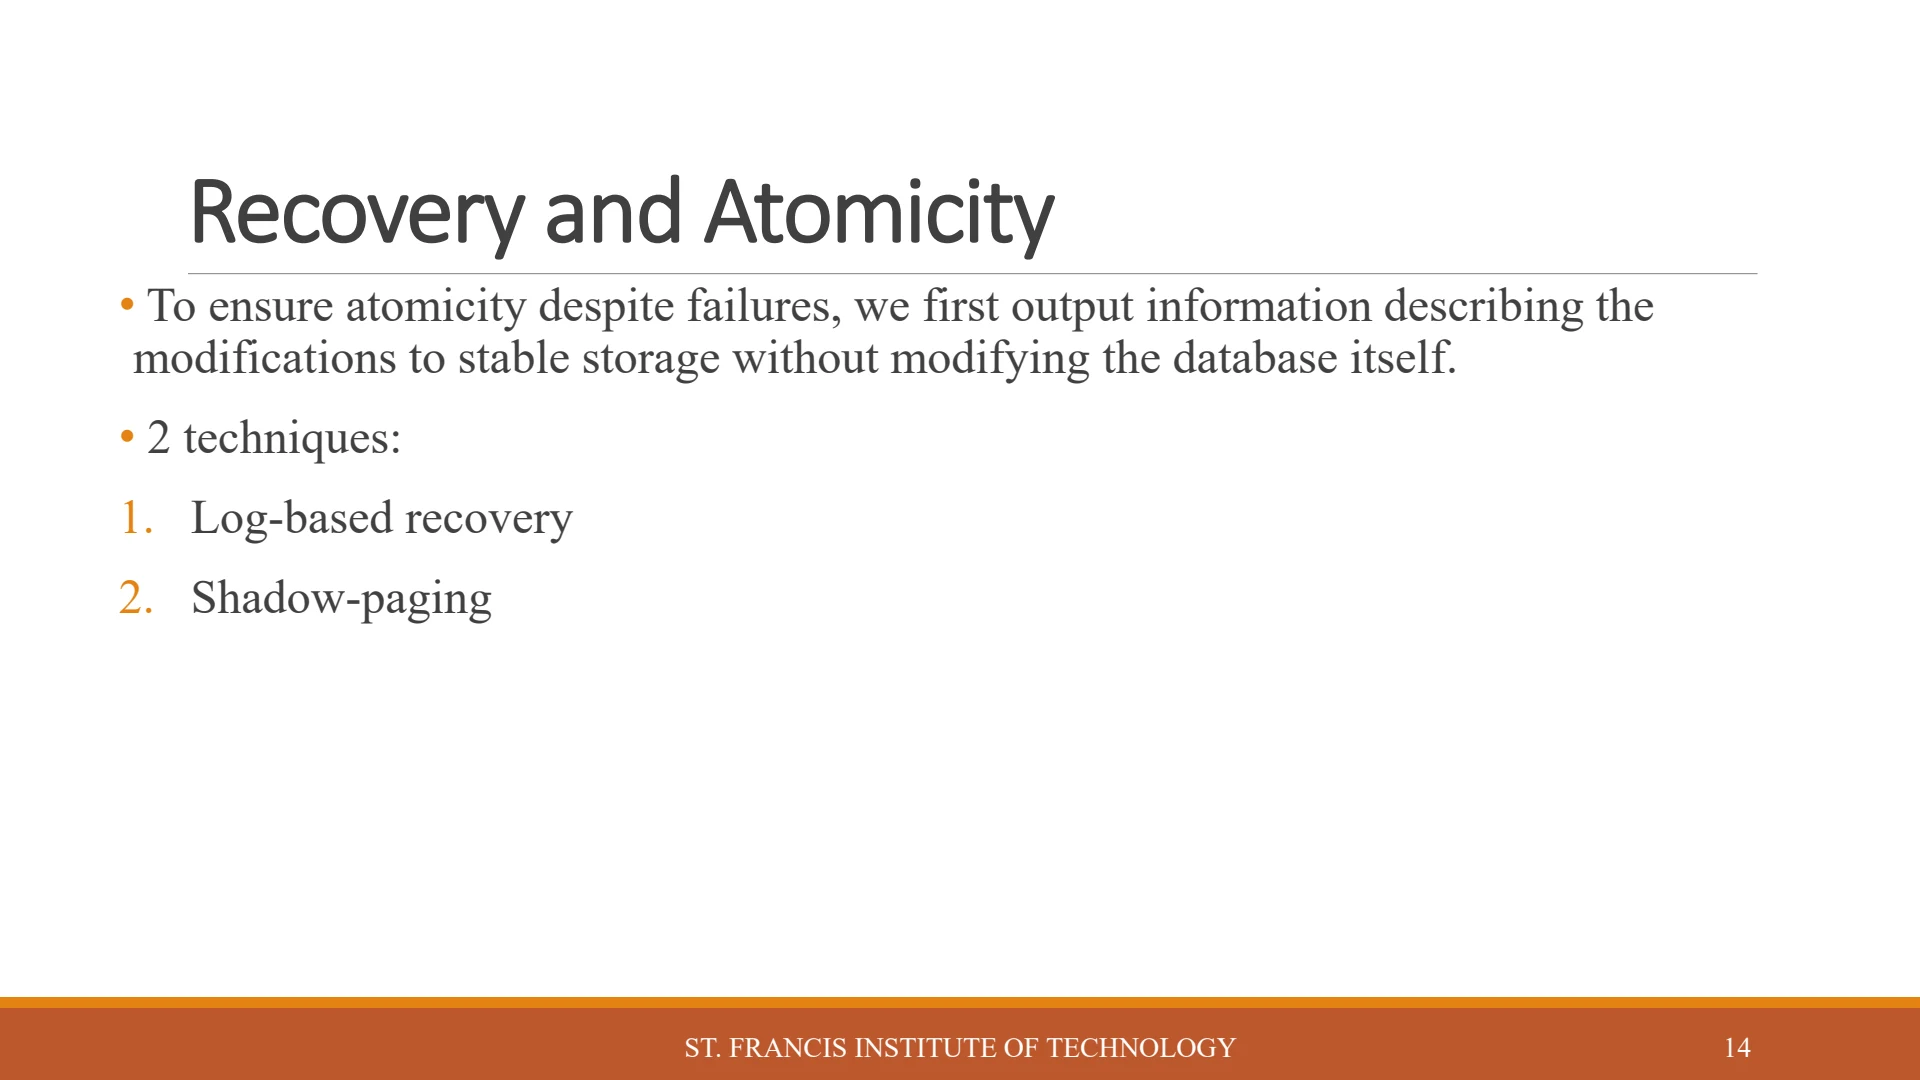 Recovery and Atomicity
• To ensure atomicity despite failures, we first output information describing the
modifications to stable storage without modifying the database itself.
• 2 techniques:
1. Log-based recovery
2. Shadow-paging
ST. FRANCIS INSTITUTE OF TECHNOLOGY
14